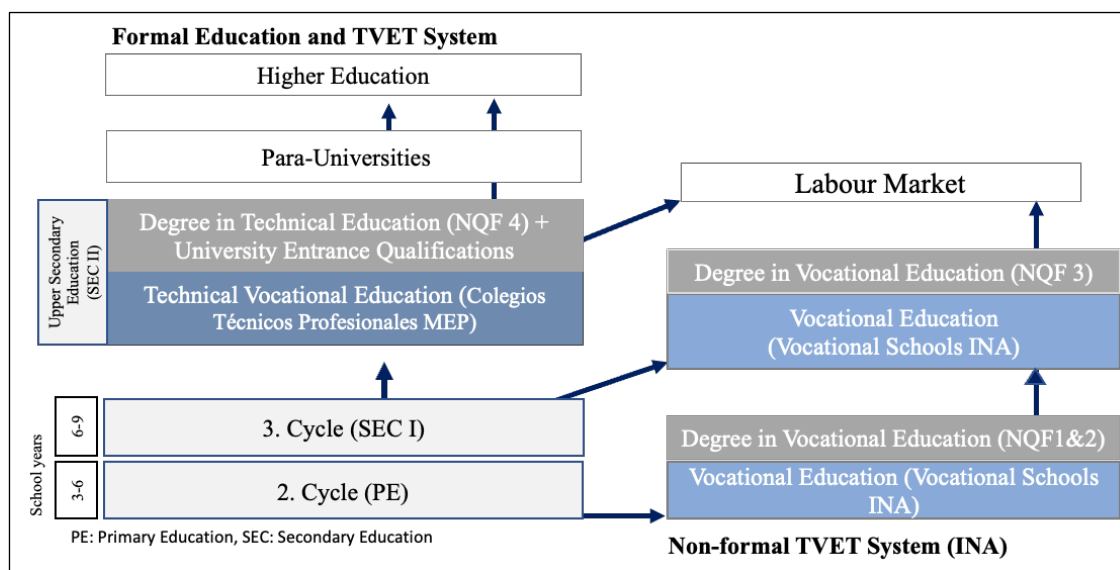 Formal Education and TVET System
Higher Education
Para-Universities
Labour Market
Upper Secondary
Education
(SEC II)
Degree in Technical Education (NQF 4) +
University Entrance Qualifications
Technical Vocational Education (Colegios
Técnicos Profesionales MEP)
Degree in Vocational Education (NQF 3)
Vocational Education
(Vocational Schools INA)
School years
6-9
3. Cycle (SEC I)
3-6
2. Cycle (PE)
Degree in Vocational Education (NQF1&2)
Vocational Education (Vocational Schools
INA)
PE: Primary Education, SEC: Secondary Education
Non-formal TVET System (INA)